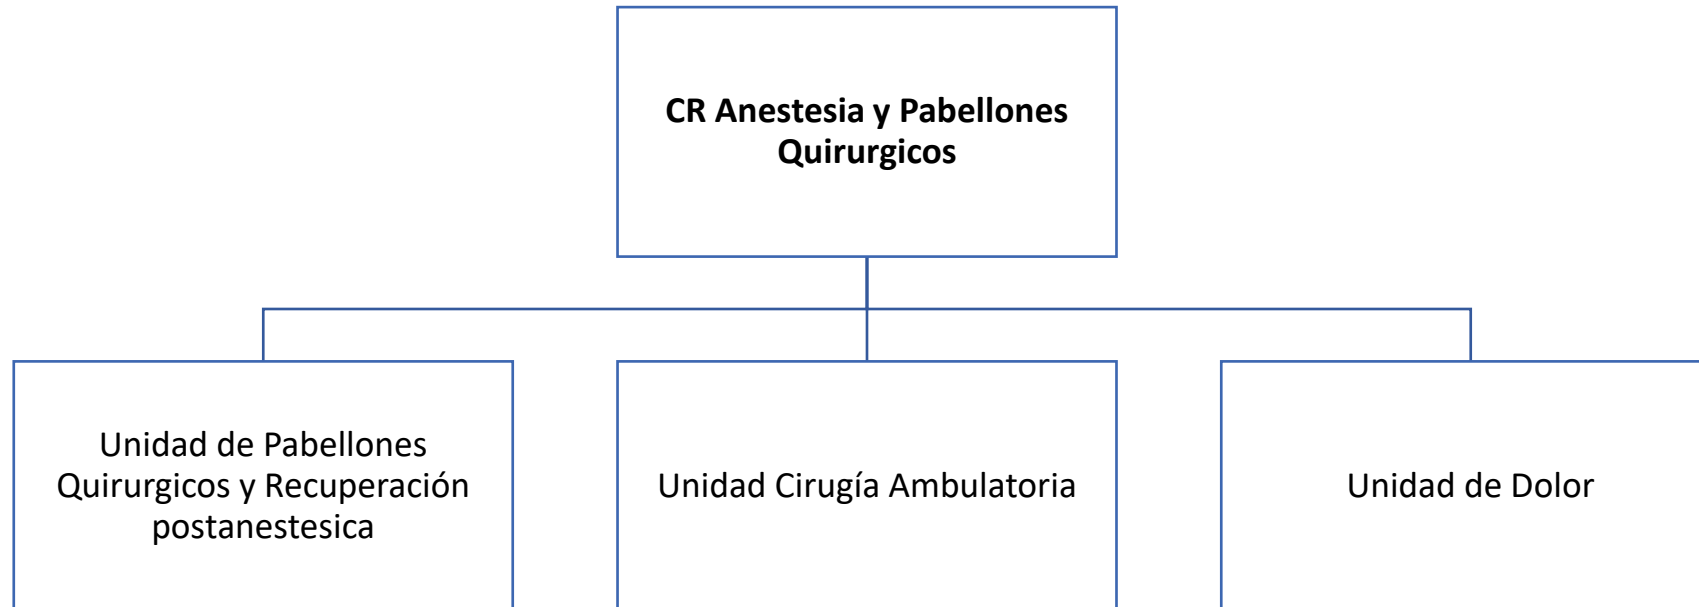 CR Anestesia y Pabellones
Quirurgicos
Unidad de Pabellones
Quirurgicos y Recuperación
postanestesica
Unidad Cirugía Ambulatoria
Unidad de Dolor